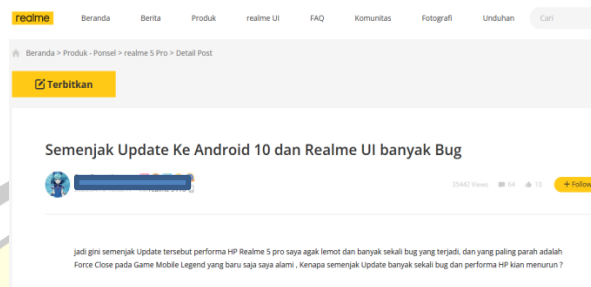 realme Beranda Berita Produk realme UI FAQ Komunitas Fotografi Unduhan Cari
Beranda > Produk - Ponsel > realme 5 Pro > Detail Post
Terbitkan
Semenjak Update Ke Android 10 dan Realme UI banyak Bug
35442 Views 64 10 + Follow
jadi gini semenjak Update tersebut performa HP Realme 5 pro saya agak lemot dan banyak sekali bug yang terjadi, dan yang paling parah adalah
Force Close pada Game Mobile Legend yang baru saja saya alami , Kenapa semenjak Update banyak sekali bug dan performa HP kian menurun ?